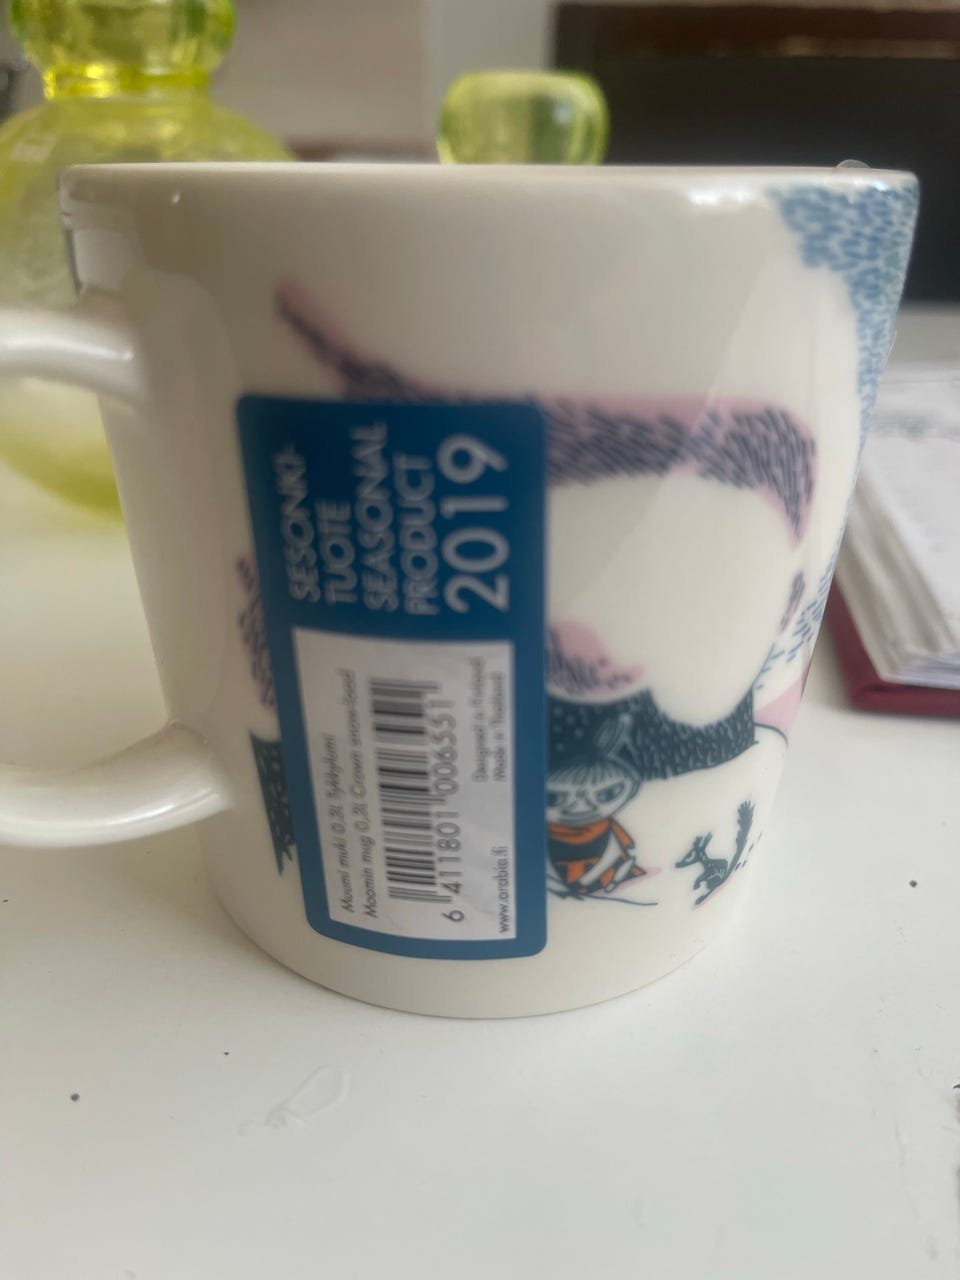 SESONKI-
TUOTE
SEASONAL
PRODUCT
2019
Muumi muki 0,3L Tykkylumi
Moomin mug 0,3L Crown snow-load
6 411801 006551
Designed in Finland
Made in Thailand
www.arabia.fi